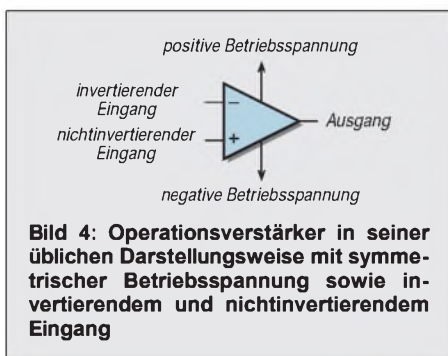 positive Betriebsspannung
invertierender
Eingang
−
nichtinvertierender
Eingang
+
Ausgang
negative Betriebsspannung
Bild 4: Operationsverstärker in seiner
üblichen Darstellungsweise mit symme-
trischer Betriebsspannung sowie in-
vertierendem und nichtinvertierendem
Eingang